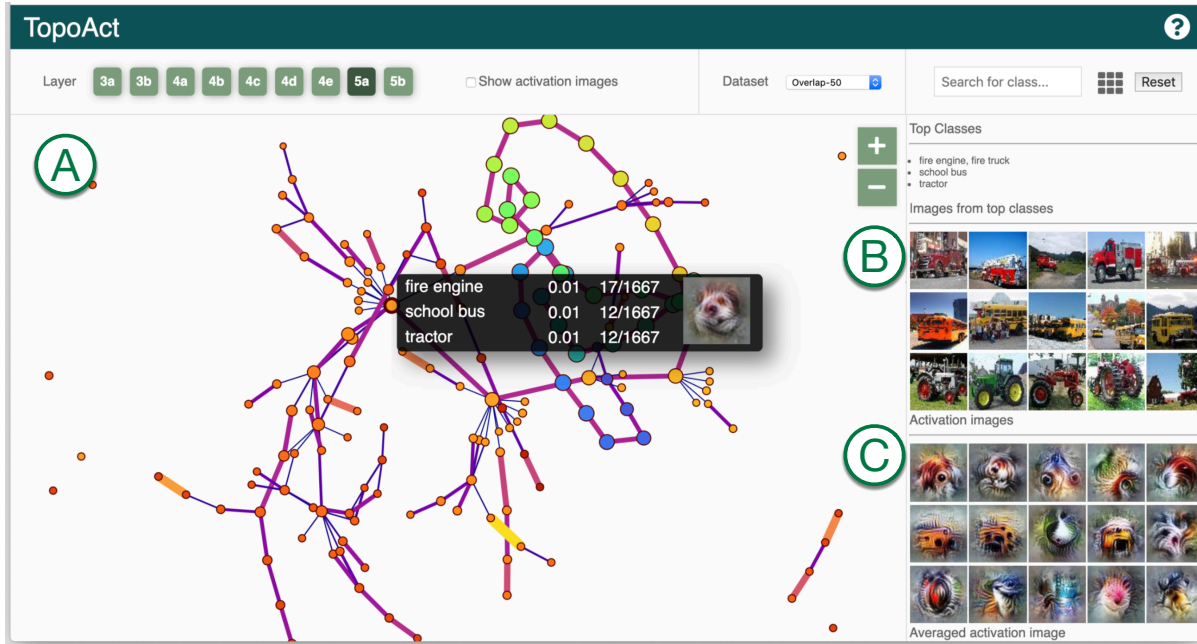 TopoAct
?
Layer 3a 3b 4a 4b 4c 4d 4e 5a 5b Show activation images Dataset Overlap-50 Search for class... Reset
A
+
−
Top Classes
fire engine, fire truck
school bus
tractor
Images from top classes
B
fire engine 0.01 17/1667
school bus 0.01 12/1667
tractor 0.01 12/1667
Activation images
C
Averaged activation image